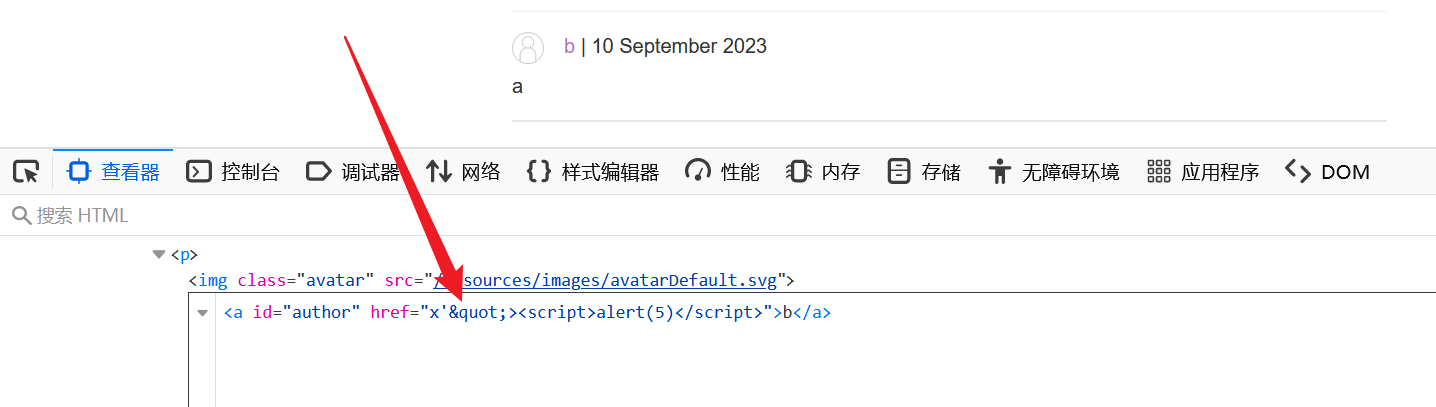 b | 10 September 2023
a
查看器 控制台 调试器 网络 样式编辑器 性能 内存 存储 无障碍环境 应用程序 DOM
搜索 HTML
<p>
<img class="avatar" src="/ sources/images/avatarDefault.svg">
<a id="author" href="x'&quot;><script>alert(5)</script>">b</a>